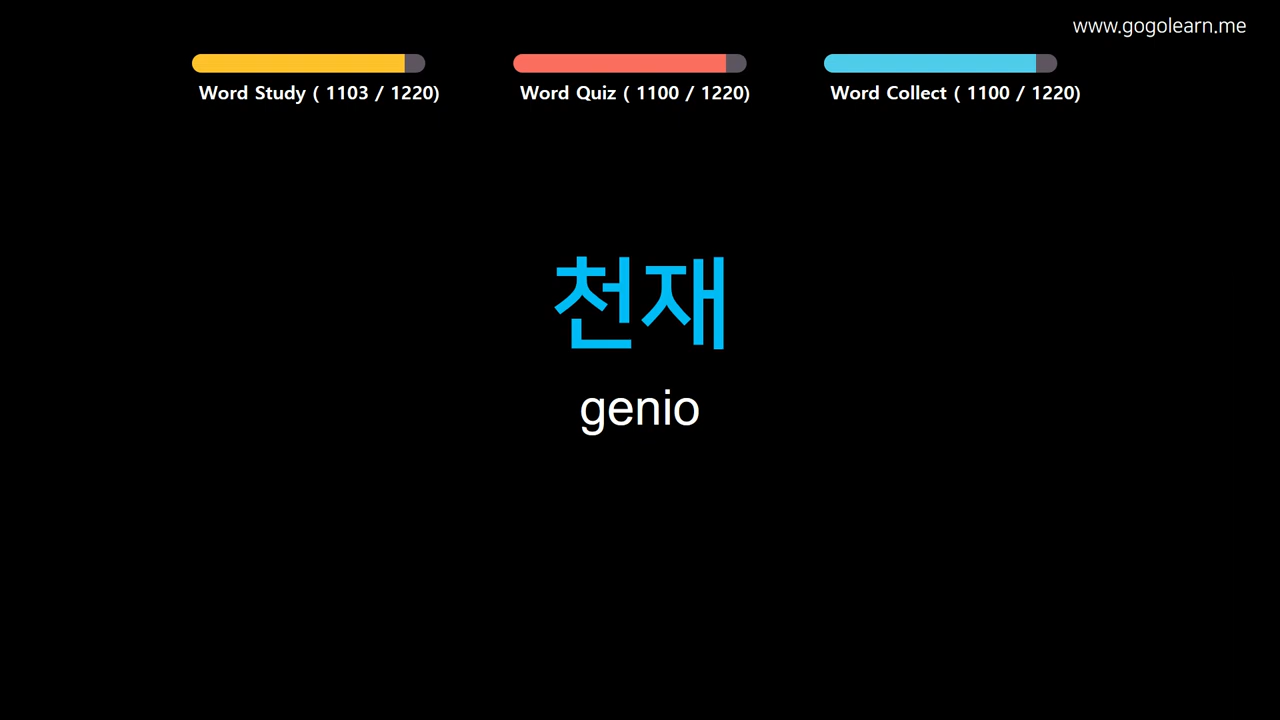 www.gogolearn.me
Word Study ( 1103 / 1220)
Word Quiz ( 1100 / 1220)
Word Collect ( 1100 / 1220)
천재
genio